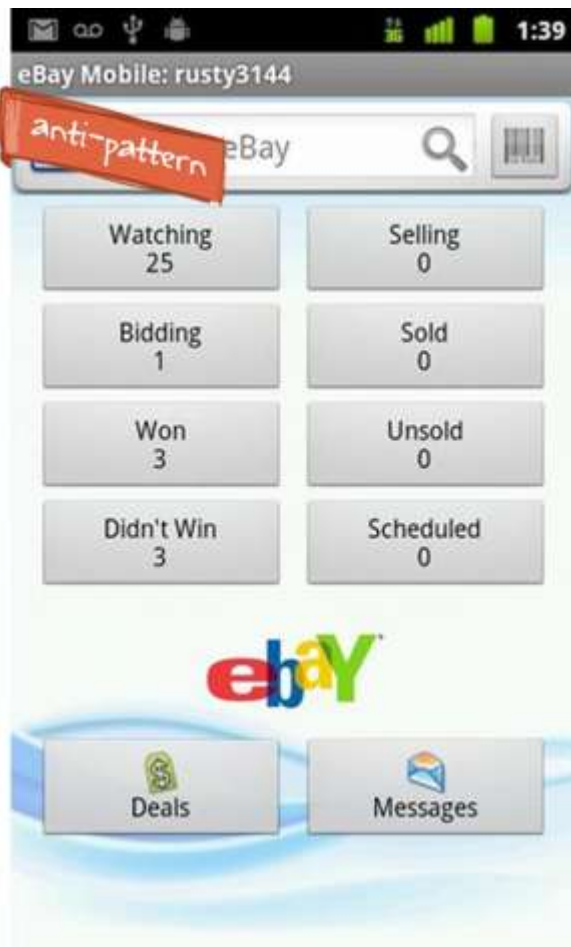 3G 1:39
eBay Mobile: rusty3144
anti-pattern
eBay
Watching
25
Selling
0
Bidding
1
Sold
0
Won
3
Unsold
0
Didn't Win
3
Scheduled
0
ebaY
Deals
Messages